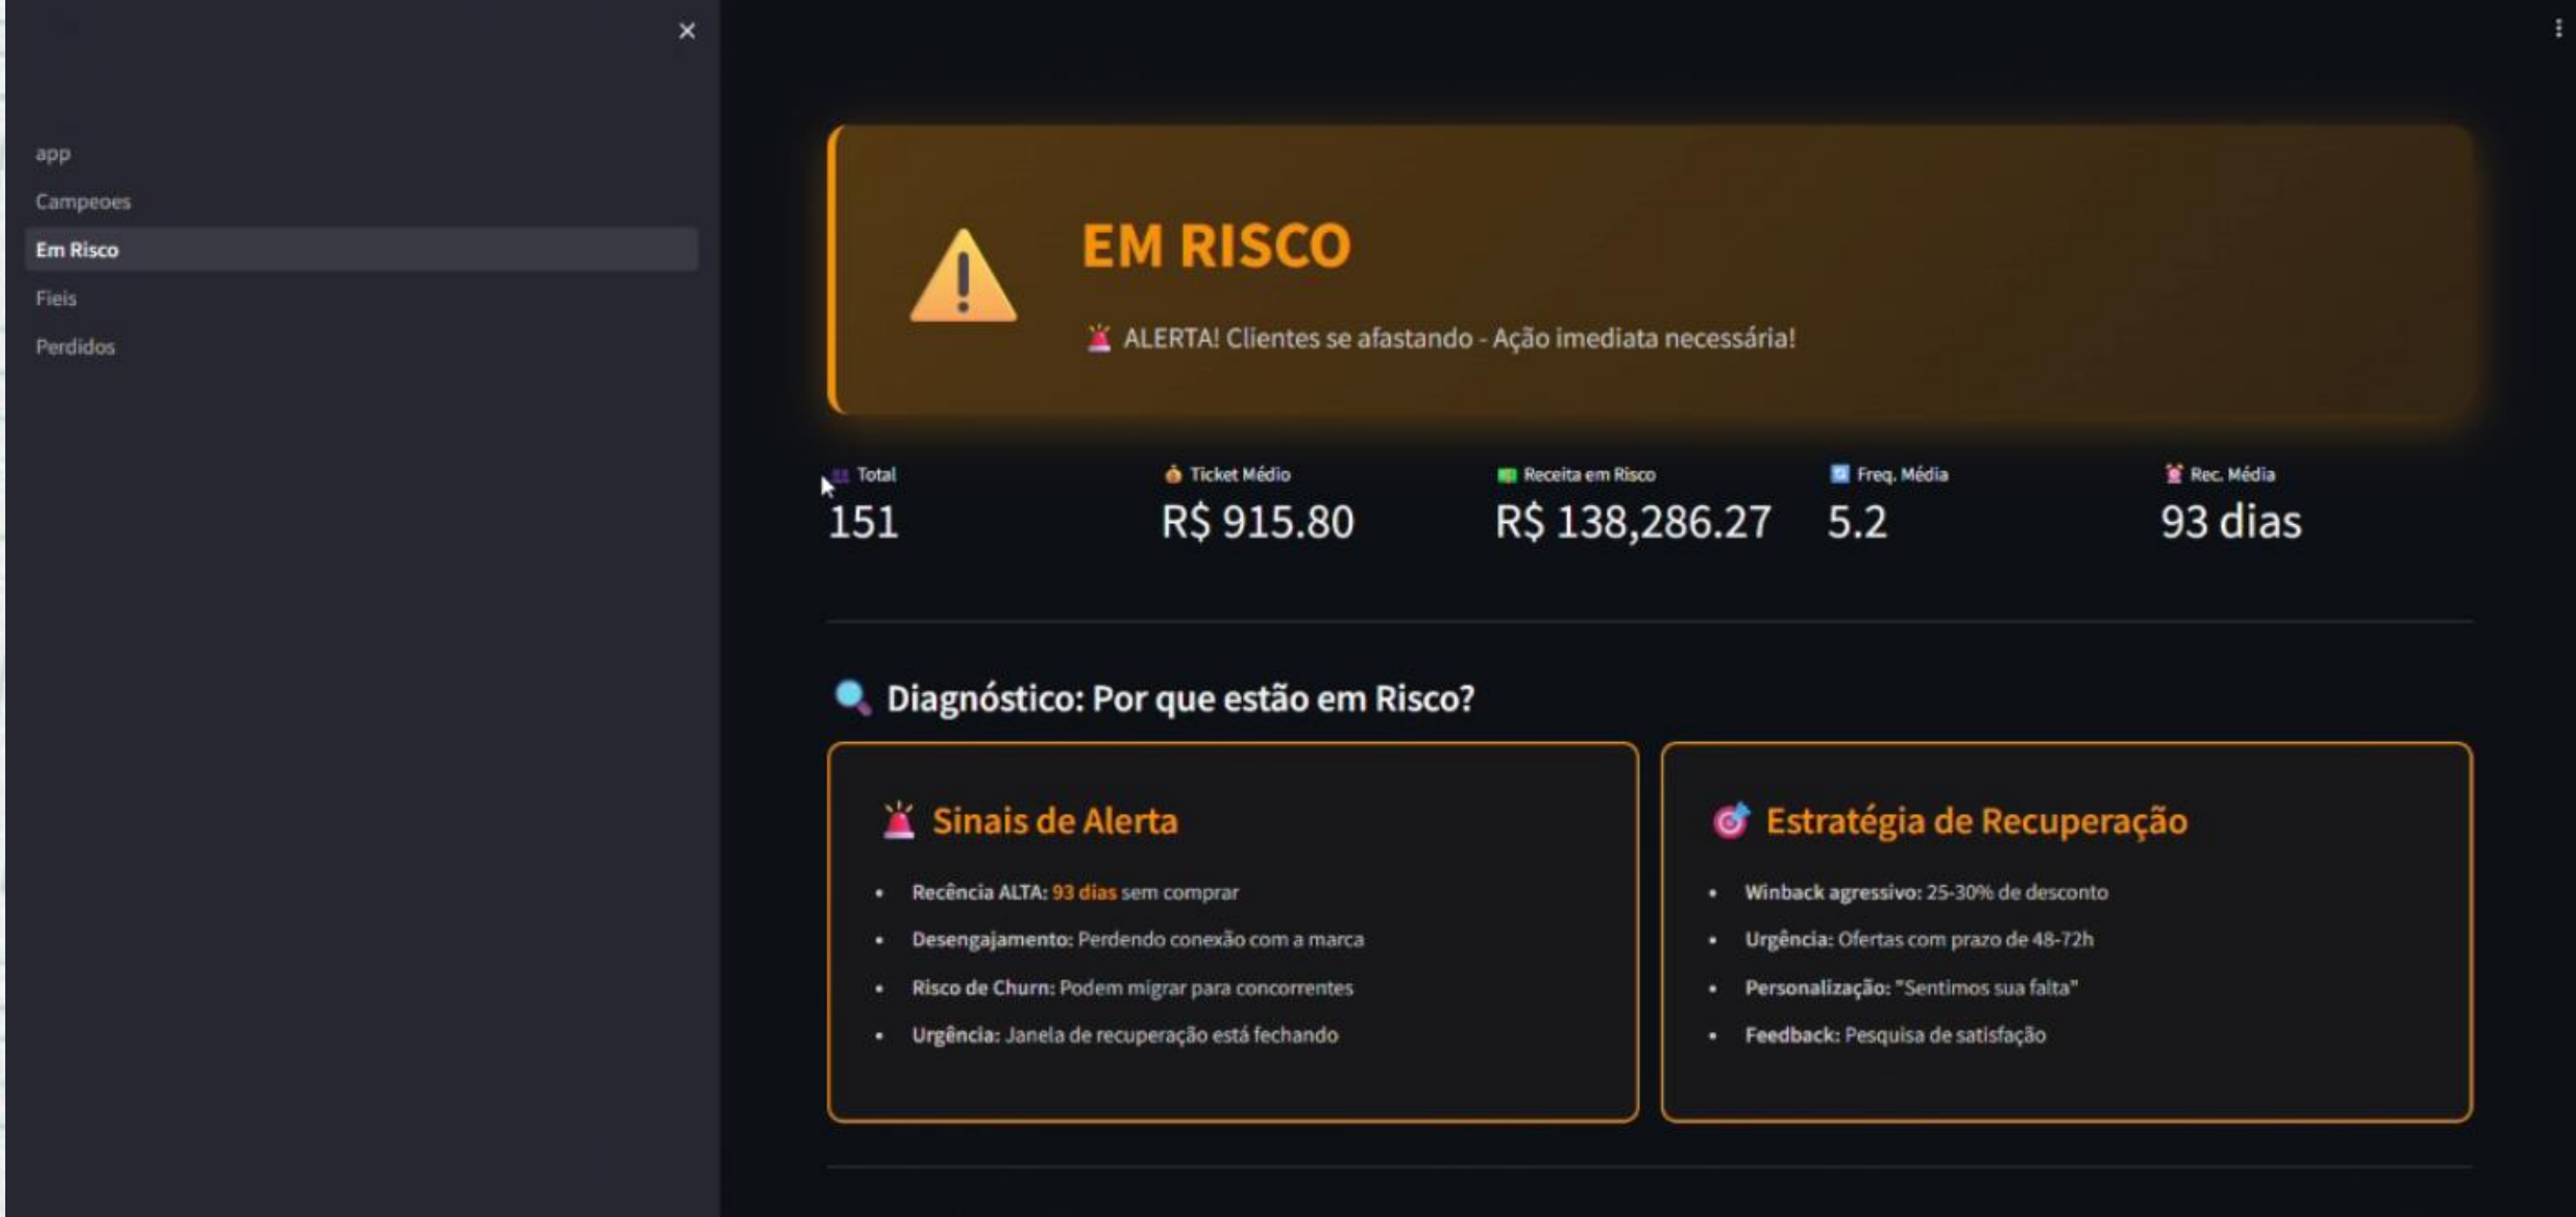 app
Campeoes
Em Risco
Fieis
Perdidos
EM RISCO
ALERTA! Clientes se afastando - Ação imediata necessária!
Total
151
Ticket Médio
R$ 915.80
Receita em Risco
R$ 138,286.27
Freq. Média
5.2
Rec. Média
93 dias
Diagnóstico: Por que estão em Risco?
Sinais de Alerta
• Recência ALTA: 93 dias sem comprar
• Desengajamento: Perdendo conexão com a marca
• Risco de Churn: Podem migrar para concorrentes
• Urgência: Janela de recuperação está fechando
Estratégia de Recuperação
• Winback agressivo: 25-30% de desconto
• Urgência: Ofertas com prazo de 48-72h
• Personalização: "Sentimos sua falta"
• Feedback: Pesquisa de satisfação